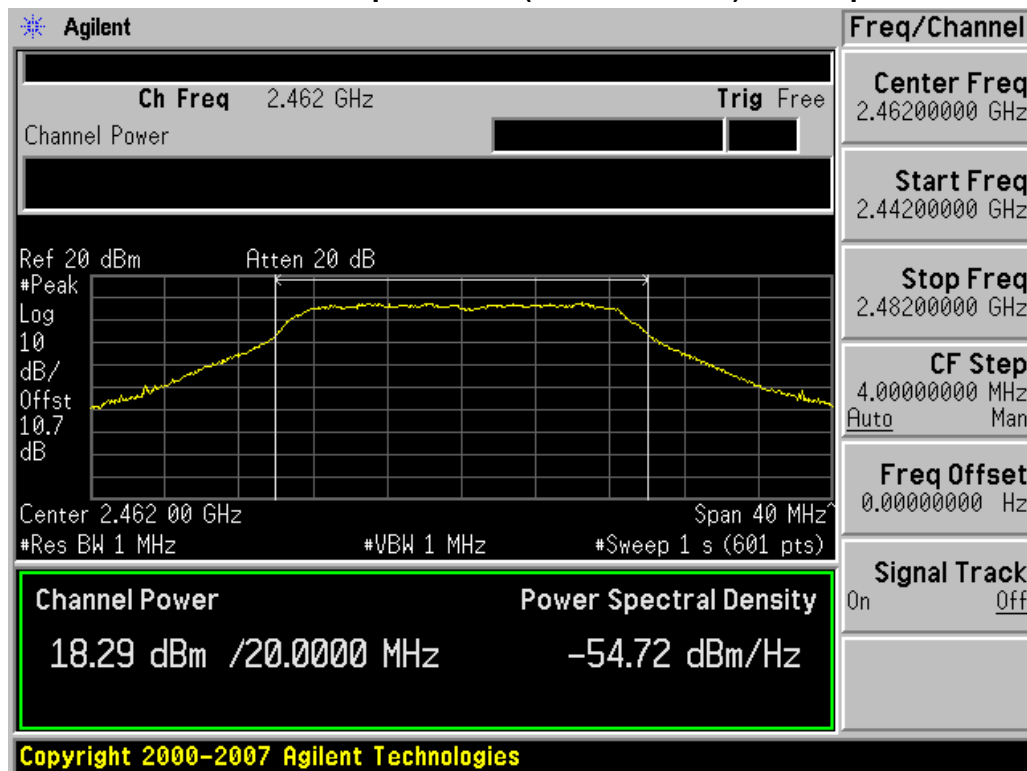 Agilent
Freq/Channel
Ch Freq 2.462 GHz Trig Free
Channel Power
Center Freq
2.46200000 GHz
Start Freq
2.44200000 GHz
Stop Freq
2.48200000 GHz
CF Step
4.00000000 MHz
Auto Man
Freq Offset
0.00000000 Hz
Signal Track
On Off
Ref 20 dBm Atten 20 dB
#Peak
Log
10
dB/
Offst
10.7
dB
Center 2.462 00 GHz Span 40 MHz^
#Res BW 1 MHz #VBW 1 MHz #Sweep 1 s (601 pts)
Channel Power Power Spectral Density
18.29 dBm /20.0000 MHz -54.72 dBm/Hz
Copyright 2000-2007 Agilent Technologies